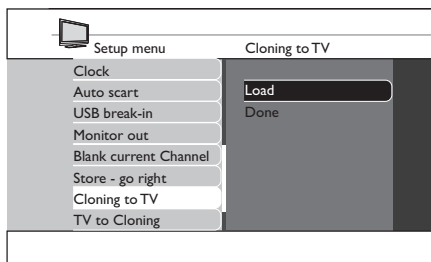 Setup menu
Cloning to TV
Clock
Auto scart
USB break-in
Monitor out
Blank current Channel
Store - go right
Cloning to TV
TV to Cloning
Load
Done